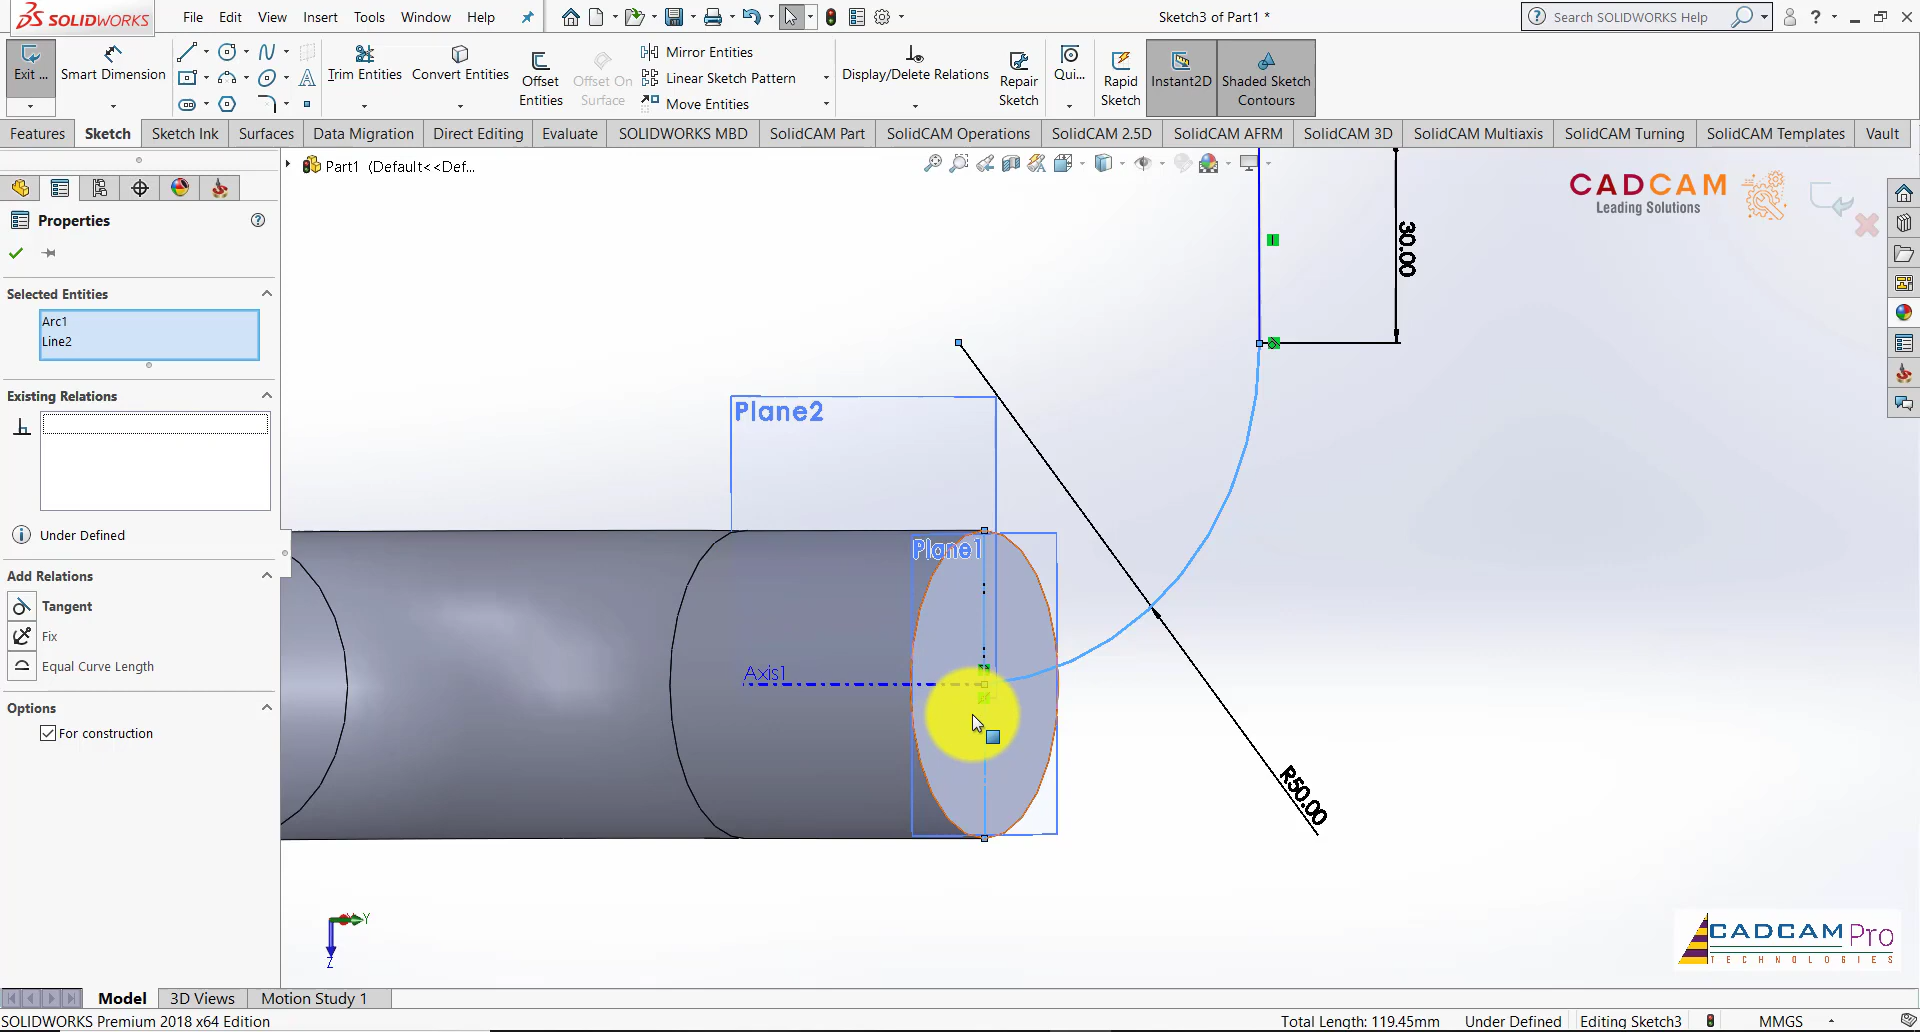 SOLIDWORKS
File Edit View Insert Tools Window Help
Sketch3 of Part1 *
Search SOLIDWORKS Help
Exit ...
Smart Dimension
Trim Entities
Convert Entities
Offset
Entities
Offset On
Surface
Mirror Entities
Linear Sketch Pattern
Move Entities
Display/Delete Relations
Repair
Sketch
Qui...
Rapid
Sketch
Instant2D
Shaded Sketch
Contours
Features Sketch Sketch Ink Surfaces Data Migration Direct Editing Evaluate SOLIDWORKS MBD SolidCAM Part SolidCAM Operations SolidCAM 2.5D SolidCAM AFRM SolidCAM 3D SolidCAM Multiaxis SolidCAM Turning SolidCAM Templates Vault
Part1 (Default<<Def...
CADCAM
Leading Solutions
Properties
Selected Entities
Arc1
Line2
Existing Relations
Under Defined
Add Relations
Tangent
Fix
Equal Curve Length
Options
For construction
30.00
Plane2
Plane1
Axis1
R50.00
Y
Z
CADCAM Pro
TECHNOLOGIES
Model 3D Views Motion Study 1
SOLIDWORKS Premium 2018 x64 Edition
Total Length: 119.45mm Under Defined Editing Sketch3 MMGS